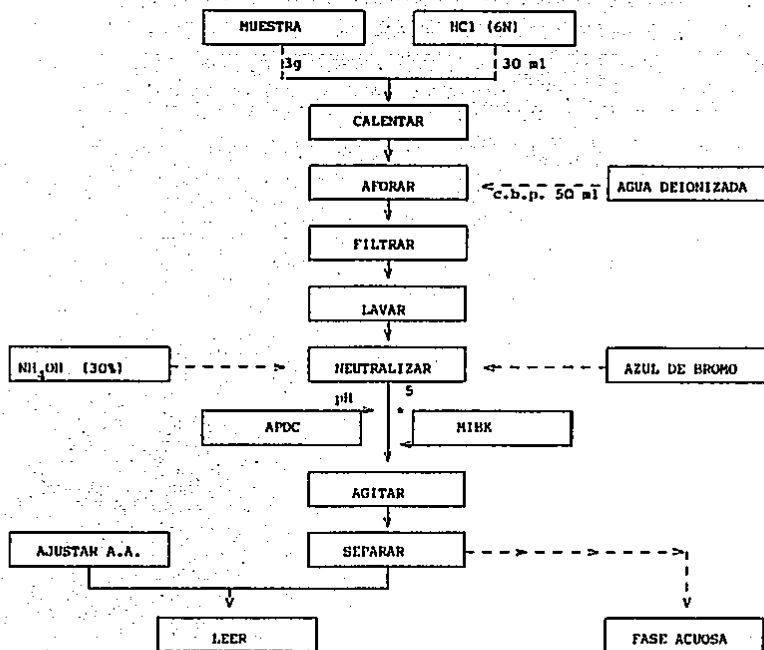 MUESTRA
HCl (6N)
3g
30 ml
CALENTAR
AFORAR
c.b.p. 50 ml
AGUA DEIONIZADA
FILTRAR
LAVAR
NH4OH (30%)
NEUTRALIZAR
AZUL DE BROMO
pH
5
APDC
MIBK
AGITAR
AJUSTAR A.A.
SEPARAR
LEER
FASE ACUOSA